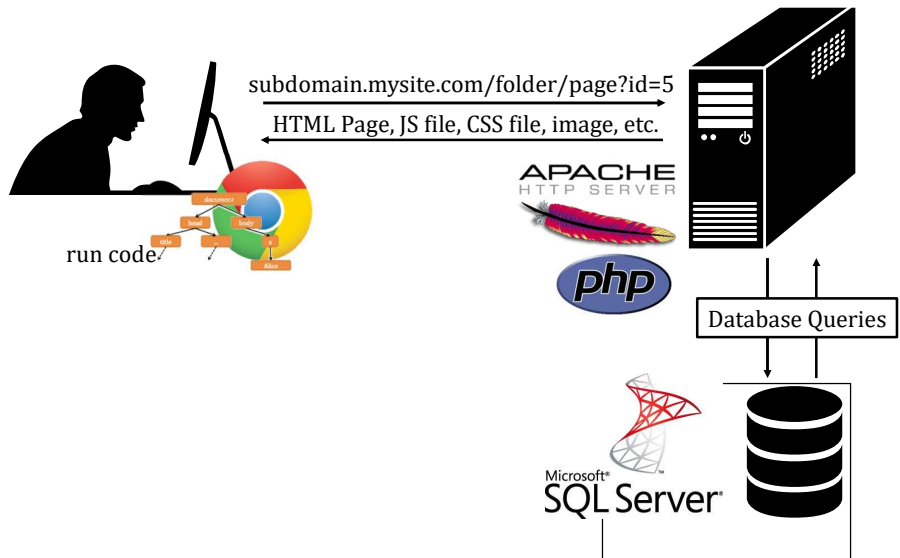 subdomain.mysite.com/folder/page?id=5
HTML Page, JS file, CSS file, image, etc.
APACHE
HTTP SERVER
document
head
body
title
...
run code
Alice
php
Database Queries
Microsoft®
SQL Server®